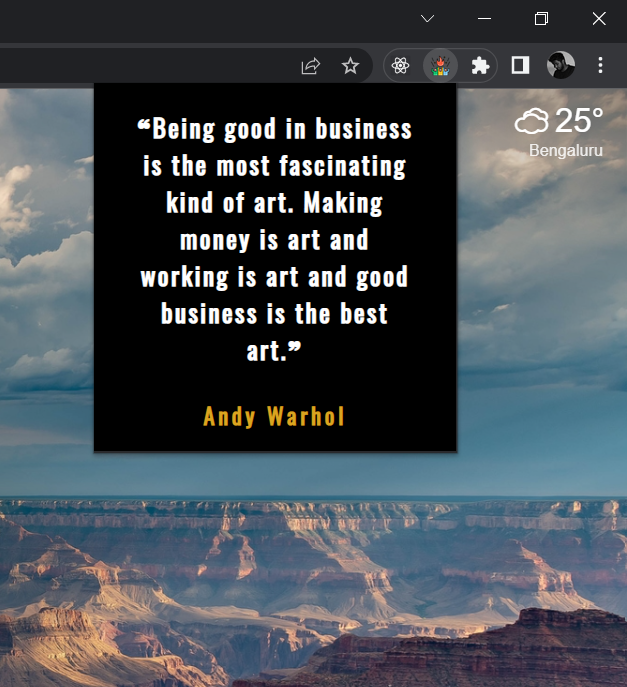 25°
Bengaluru
❝Being good in business
is the most fascinating
kind of art. Making
money is art and
working is art and good
business is the best
art.❞
Andy Warhol